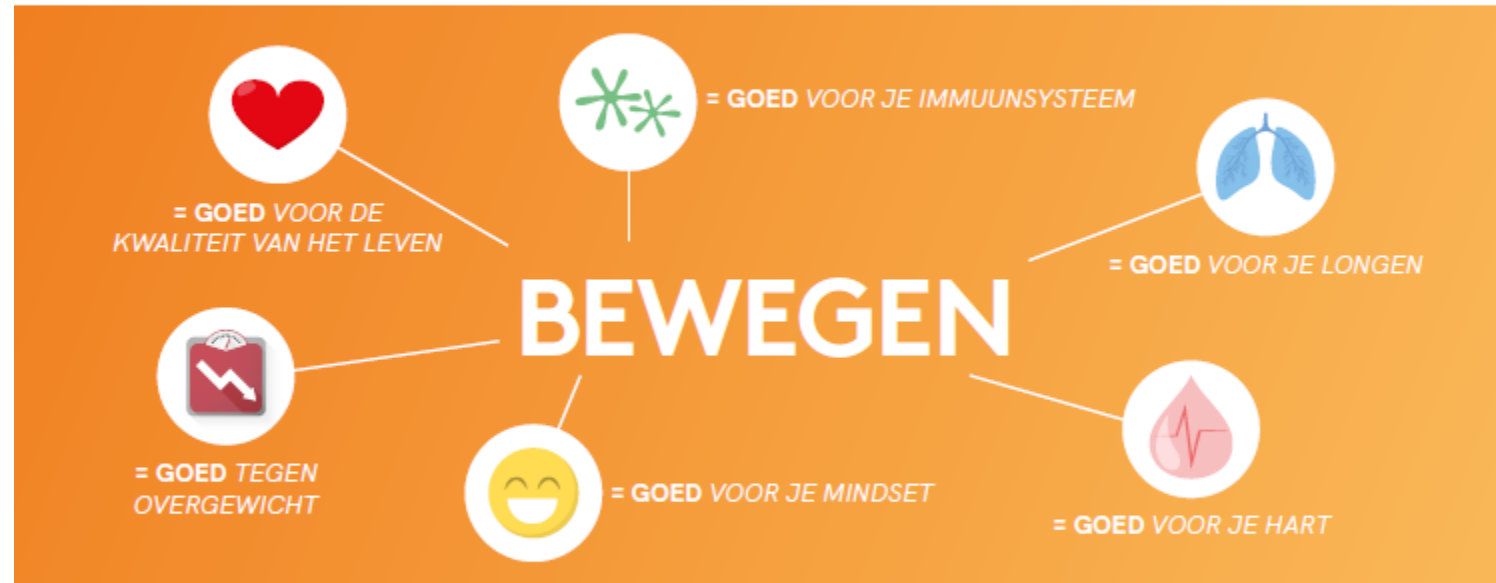 = GOED VOOR JE IMMUUNSYSTEEM
= GOED VOOR DE
KWALITEIT VAN HET LEVEN
= GOED VOOR JE LONGEN
BEWEGEN
= GOED TEGEN
OVERGEWICHT
= GOED VOOR JE MINDSET
= GOED VOOR JE HART